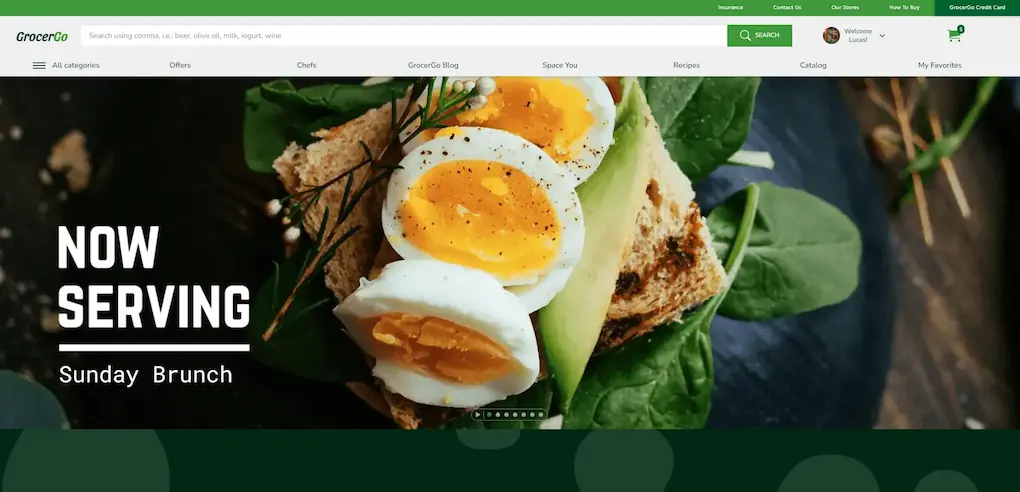 Insurance
Contact Us
Our Stores
How To Buy
GrocerGo Credit Card
GrocerGo
Search using comma, i.e.. beer, olive oil, milk, iogurt. wine
SEARCH
Welcome
Lucas!
All categories
Offers
Chefs
GrocerGo Blog
Space You
Recipes
Catalog
My Favorites
NOW
SERVING
Sunday Brunch